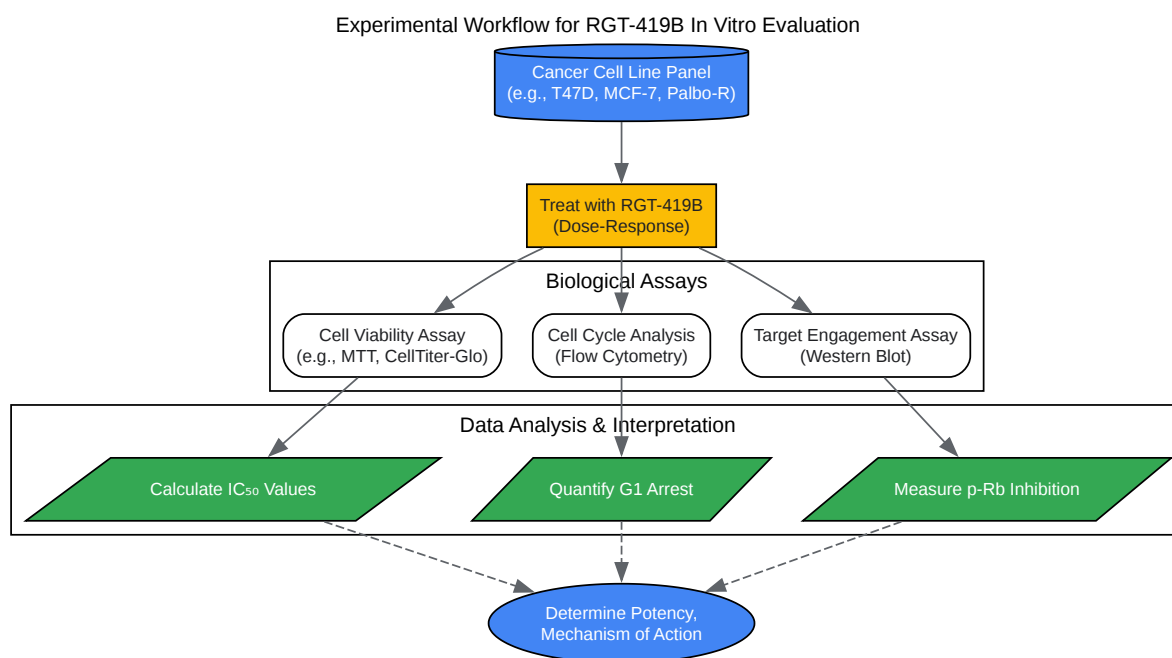 Experimental Workflow for RGT-419B In Vitro Evaluation
Cancer Cell Line Panel
(e.g., T47D, MCF-7, Palbo-R)
Treat with RGT-419B
(Dose-Response)
Biological Assays
Cell Viability Assay
(e.g., MTT, CellTiter-Glo)
Cell Cycle Analysis
(Flow Cytometry)
Target Engagement Assay
(Western Blot)
Data Analysis & Interpretation
Calculate IC₅₀ Values
Quantify G1 Arrest
Measure p-Rb Inhibition
Determine Potency,
Mechanism of Action